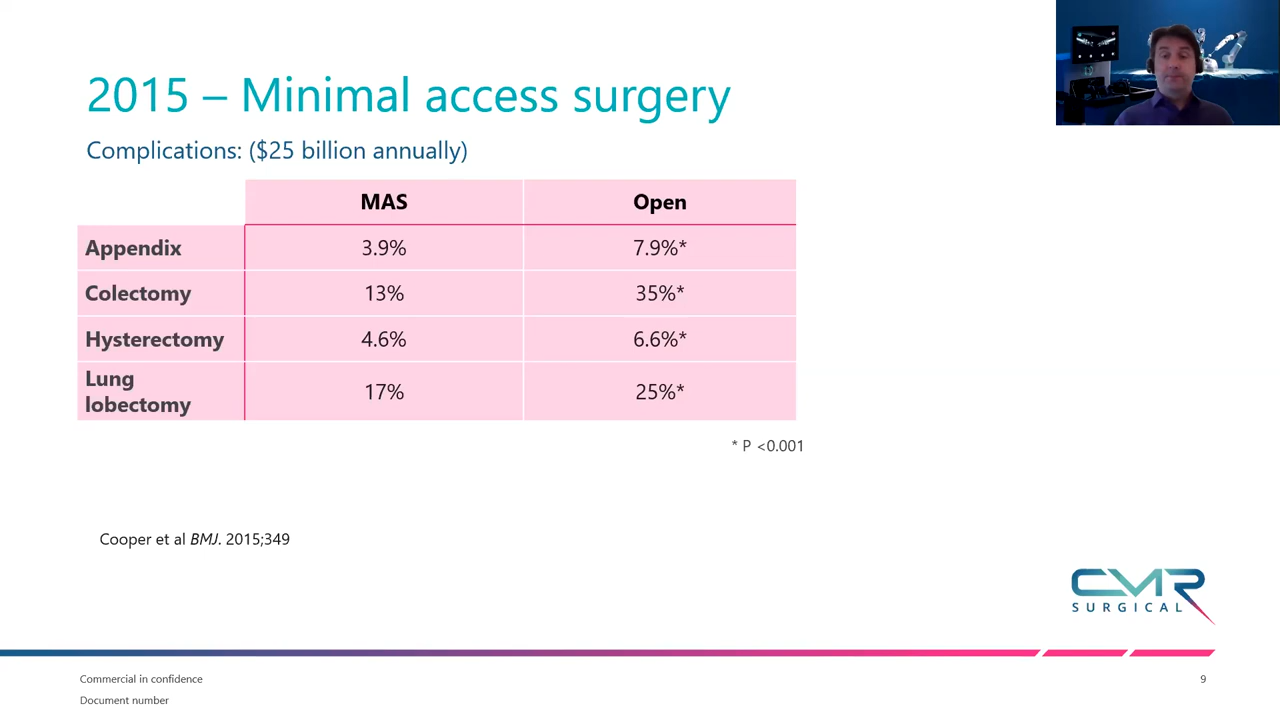 2015 – Minimal access surgery
Complications: ($25 billion annually)
MAS Open
Appendix 3.9% 7.9%*
Colectomy 13% 35%*
Hysterectomy 4.6% 6.6%*
Lung
lobectomy 17% 25%*
* P <0.001
Cooper et al BMJ. 2015;349
CMR
SURGICAL
Commercial in confidence 9
Document number